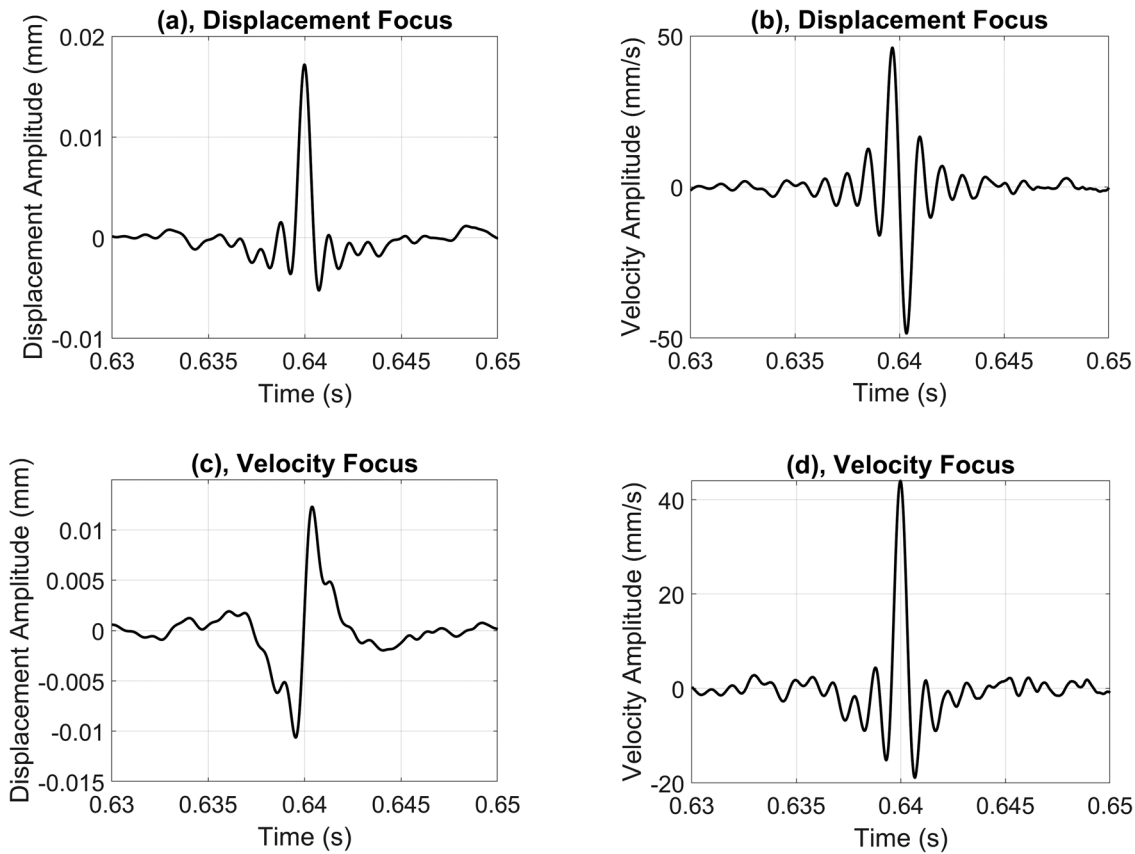 (a), Displacement Focus
Displacement Amplitude (mm)
0.02
0.01
0
-0.01
0.63 0.635 0.64 0.645 0.65
Time (s)
(b), Displacement Focus
Velocity Amplitude (mm/s)
50
0
-50
0.63 0.635 0.64 0.645 0.65
Time (s)
(c), Velocity Focus
Displacement Amplitude (mm)
0.01
0.005
0
-0.005
-0.01
-0.015
0.63 0.635 0.64 0.645 0.65
Time (s)
(d), Velocity Focus
Velocity Amplitude (mm/s)
40
20
0
-20
0.63 0.635 0.64 0.645 0.65
Time (s)